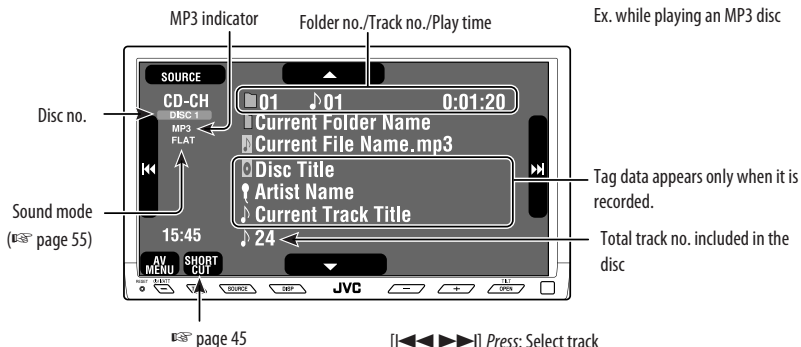 MP3 indicator
Folder no./Track no./Play time
Ex. while playing an MP3 disc
SOURCE
CD-CH
01 01 0:01:20
Disc no.
DISC 1
MP3
FLAT
Current Folder Name
Current File Name.mp3
Disc Title
Artist Name
Current Track Title
Tag data appears only when it is
recorded.
Sound mode
(☞ page 55)
15:45
24
Total track no. included in the
disc
AV
MENU
SHORT
CUT
RESET
SOURCE
DISP
JVC
TILT
OPEN
☞ page 45
[|◀◀ ▶▶|] Press: Select track